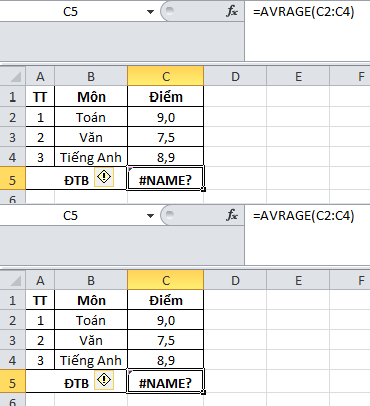 C5 fx =AVRAGE(C2:C4)
A B C D E F
1 TT Môn Điểm
2 1 Toán 9,0
3 2 Văn 7,5
4 3 Tiếng Anh 8,9
5 ĐTB #NAME?
6
C5 fx =AVRAGE(C2:C4)
A B C D E F
1 TT Môn Điểm
2 1 Toán 9,0
3 2 Văn 7,5
4 3 Tiếng Anh 8,9
5 ĐTB #NAME?
6